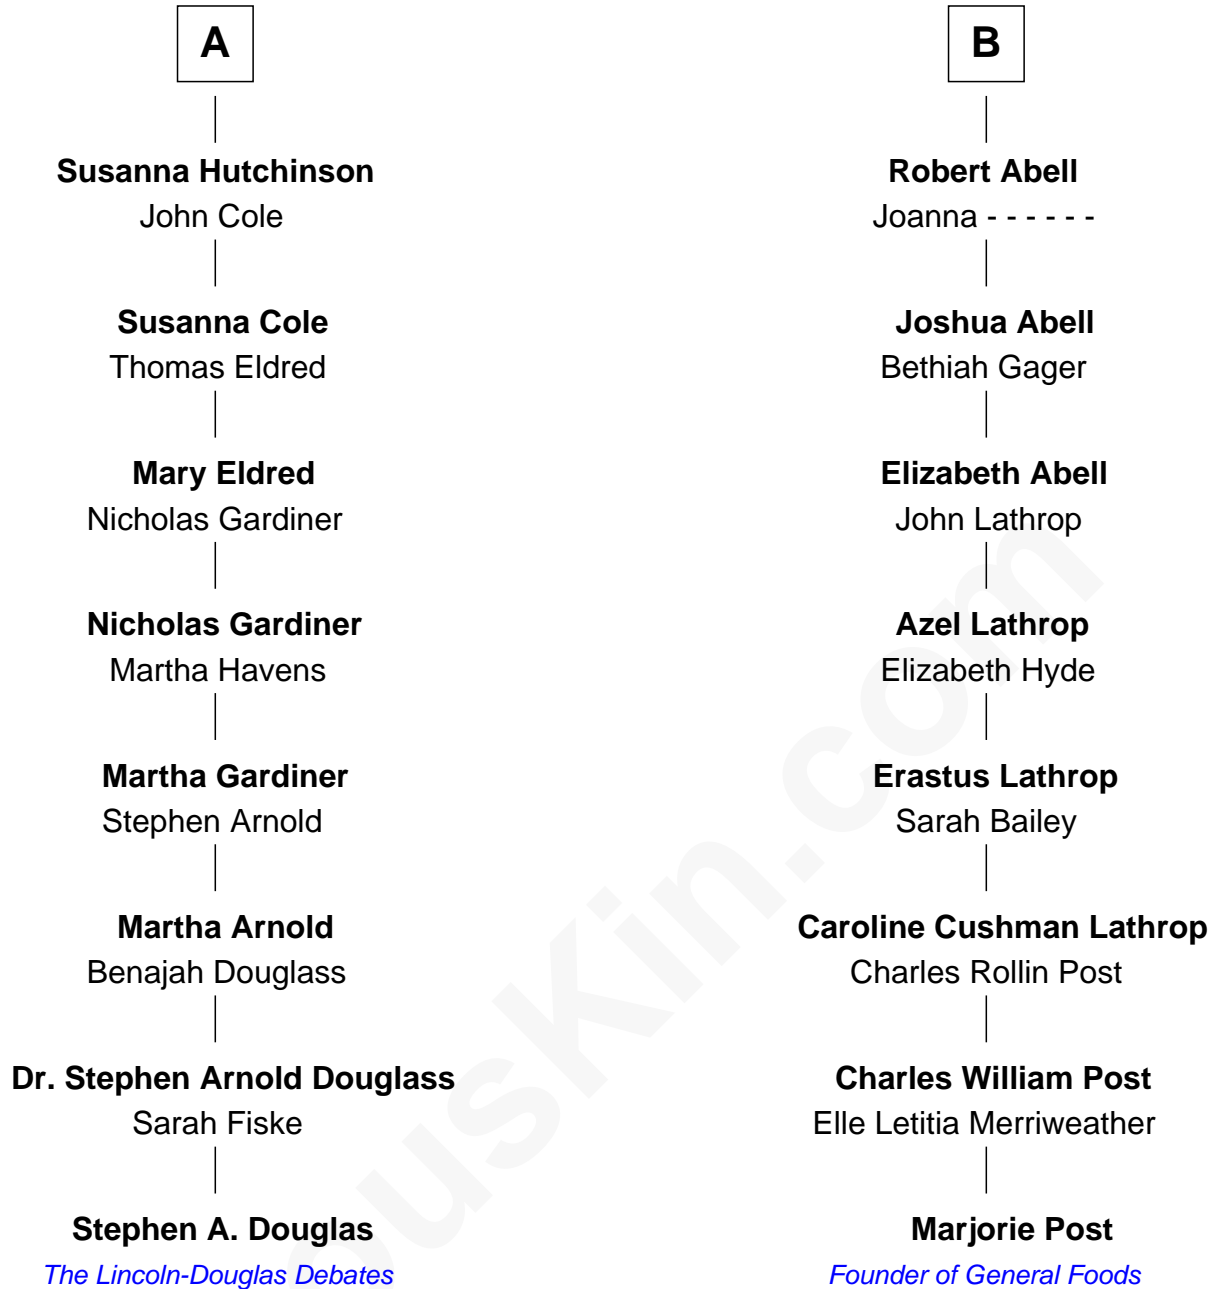 A
Susanna Hutchinson
John Cole
Susanna Cole
Thomas Eldred
Mary Eldred
Nicholas Gardiner
Nicholas Gardiner
Martha Havens
Martha Gardiner
Stephen Arnold
Martha Arnold
Benajah Douglass
Dr. Stephen Arnold Douglass
Sarah Fiske
Stephen A. Douglas
The Lincoln-Douglas Debates
B
Robert Abell
Joanna - - - - - -
Joshua Abell
Bethiah Gager
Elizabeth Abell
John Lathrop
Azel Lathrop
Elizabeth Hyde
Erastus Lathrop
Sarah Bailey
Caroline Cushman Lathrop
Charles Rollin Post
Charles William Post
Elle Letitia Merriweather
Marjorie Post
Founder of General Foods
ousKin.com